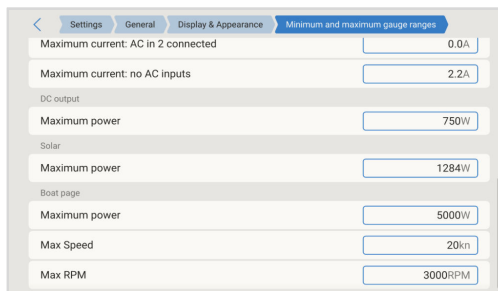 Settings General Display & Appearance Minimum and maximum gauge ranges
Maximum current: AC in 2 connected 0.0A
Maximum current: no AC inputs 2.2A
DC output
Maximum power 750W
Solar
Maximum power 1284W
Boat page
Maximum power 5000W
Max Speed 20kn
Max RPM 3000RPM